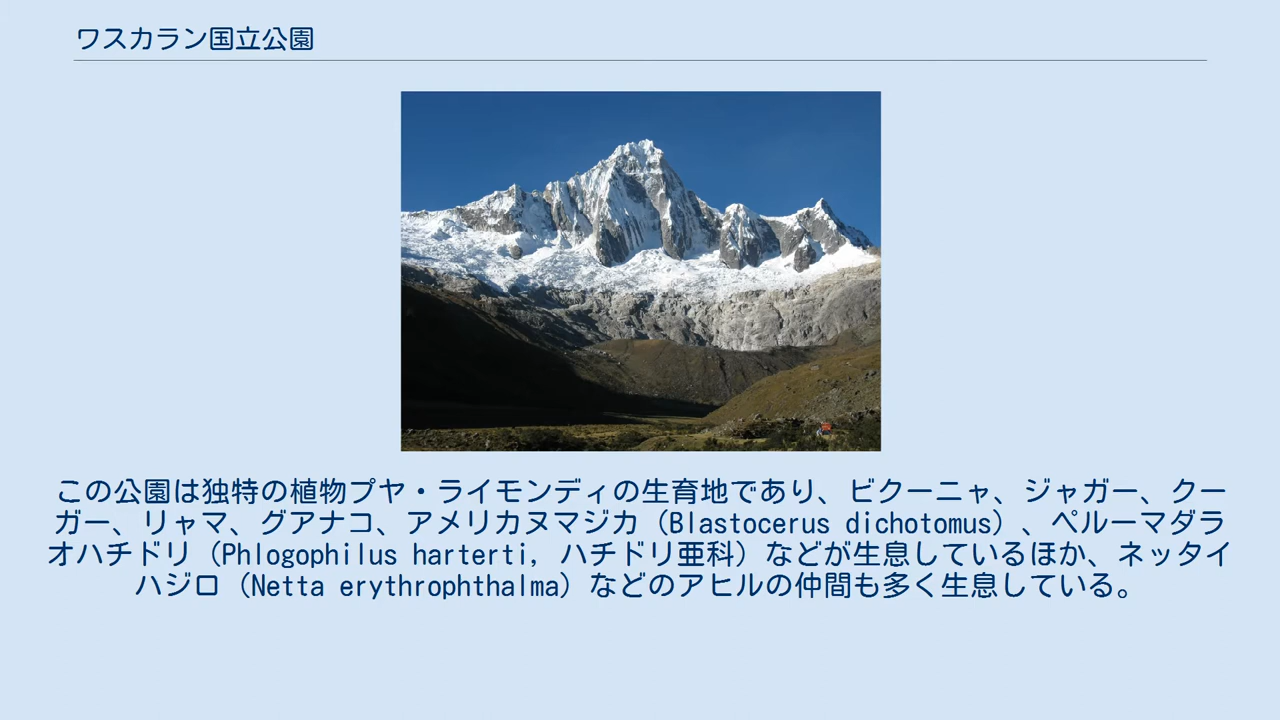 ワスカラン国立公園
この公園は独特の植物プヤ・ライモンディの生育地であり、ビクーニャ、ジャガー、クー
ガー、リャマ、グアナコ、アメリカヌマジカ（Blastocerus dichotomus）、ペルーマダラ
オハチドリ（Phlogophilus harterti, ハチドリ亜科）などが生息しているほか、ネッタイ
ハジロ（Netta erythrophthalma）などのアヒルの仲間も多く生息している。